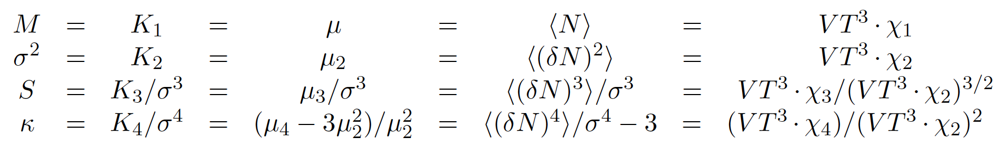 M = K₁ = μ = ⟨N⟩ = VT³ · χ₁
σ² = K₂ = μ₂ = ⟨(δN)²⟩ = VT³ · χ₂
S = K₃/σ³ = μ₃/σ³ = ⟨(δN)³⟩/σ³ = VT³ · χ₃/(VT³ · χ₂)^{3/2}
κ = K₄/σ⁴ = (μ₄ − 3μ₂²)/μ₂² = ⟨(δN)⁴⟩/σ⁴ − 3 = (VT³ · χ₄)/(VT³ · χ₂)²